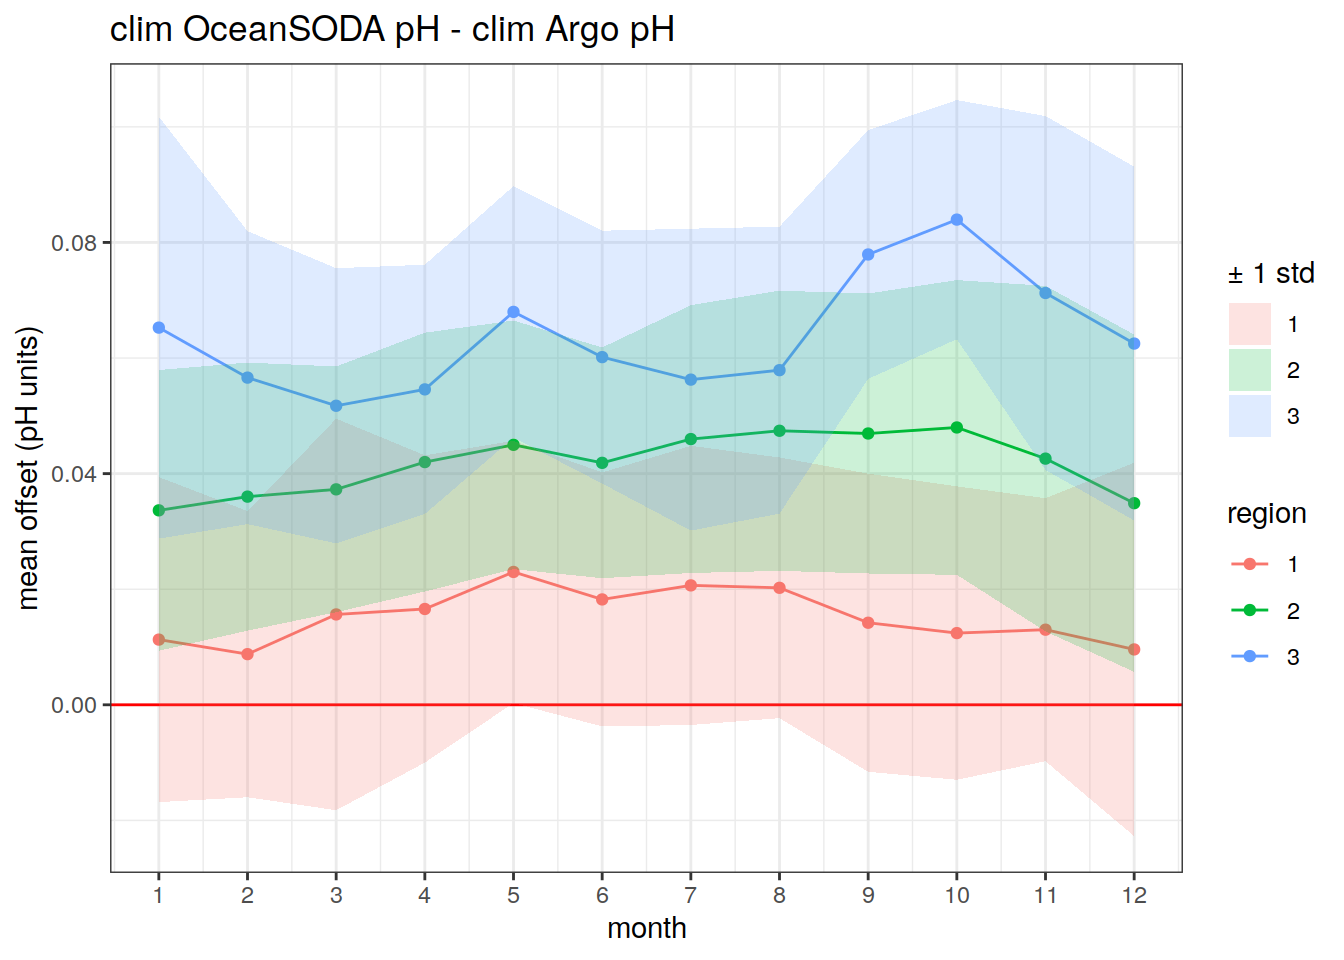 clim OceanSODA pH - clim Argo pH
mean offset (pH units)
0.08
0.04
0.00
1 2 3 4 5 6 7 8 9 10 11 12
month
± 1 std
1
2
3
region
1
2
3